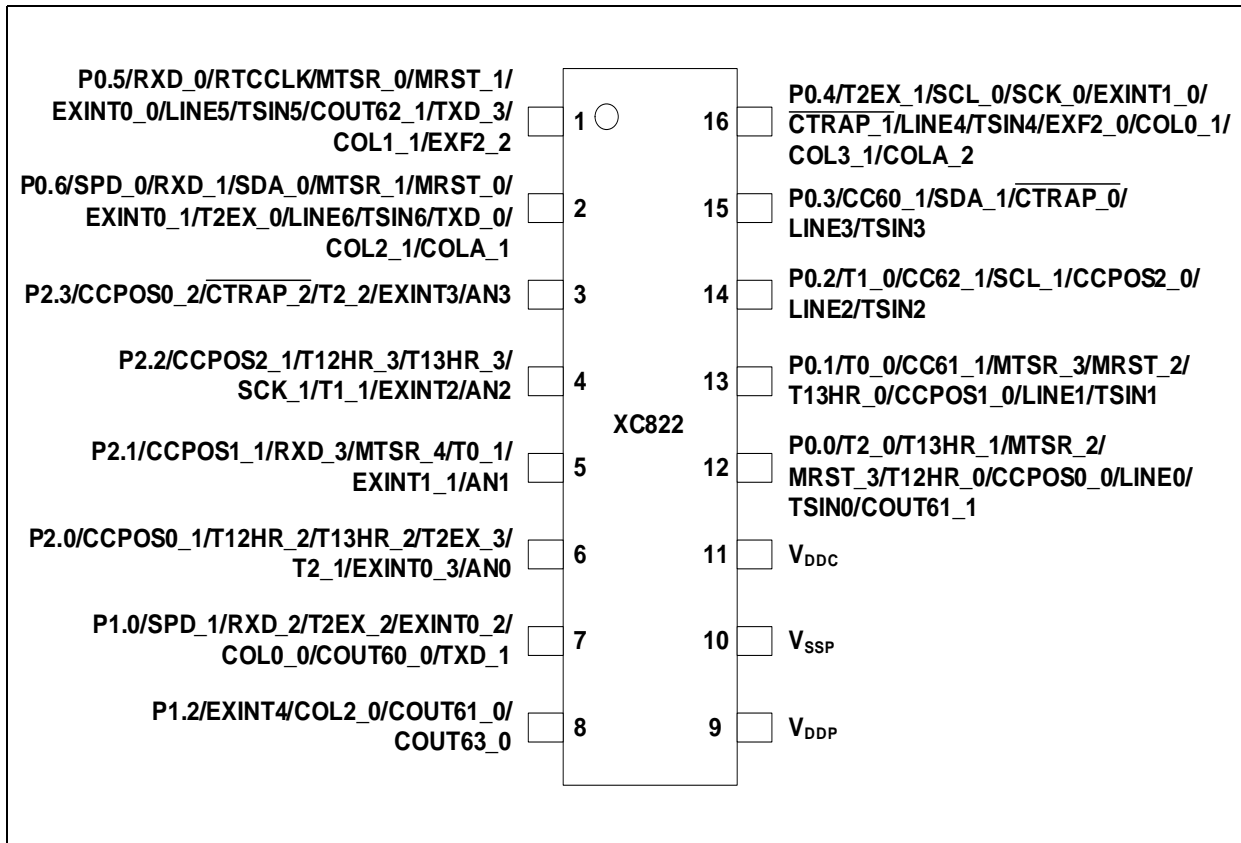 P0.5/RXD_0/RTCCLK/MTSR_0/MRST_1/
EXINT0_0/LINE5/TSIN5/COUT62_1/TXD_3/
COL1_1/EXF2_2
1
P0.6/SPD_0/RXD_1/SDA_0/MTSR_1/MRST_0/
EXINT0_1/T2EX_0/LINE6/TSIN6/TXD_0/
COL2_1/COLA_1
2
P2.3/CCPOS0_2/CTRAP_2/T2_2/EXINT3/AN3
3
P2.2/CCPOS2_1/T12HR_3/T13HR_3/
SCK_1/T1_1/EXINT2/AN2
4
P2.1/CCPOS1_1/RXD_3/MTSR_4/T0_1/
EXINT1_1/AN1
5
P2.0/CCPOS0_1/T12HR_2/T13HR_2/T2EX_3/
T2_1/EXINT0_3/AN0
6
P1.0/SPD_1/RXD_2/T2EX_2/EXINT0_2/
COL0_0/COUT60_0/TXD_1
7
P1.2/EXINT4/COL2_0/COUT61_0/
COUT63_0
8
XC822
16
P0.4/T2EX_1/SCL_0/SCK_0/EXINT1_0/
CTRAP_1/LINE4/TSIN4/EXF2_0/COL0_1/
COL3_1/COLA_2
15
P0.3/CC60_1/SDA_1/CTRAP_0/
LINE3/TSIN3
14
P0.2/T1_0/CC62_1/SCL_1/CCPOS2_0/
LINE2/TSIN2
13
P0.1/T0_0/CC61_1/MTSR_3/MRST_2/
T13HR_0/CCPOS1_0/LINE1/TSIN1
12
P0.0/T2_0/T13HR_1/MTSR_2/
MRST_3/T12HR_0/CCPOS0_0/LINE0/
TSIN0/COUT61_1
11
VDDC
10
VSSP
9
VDDP